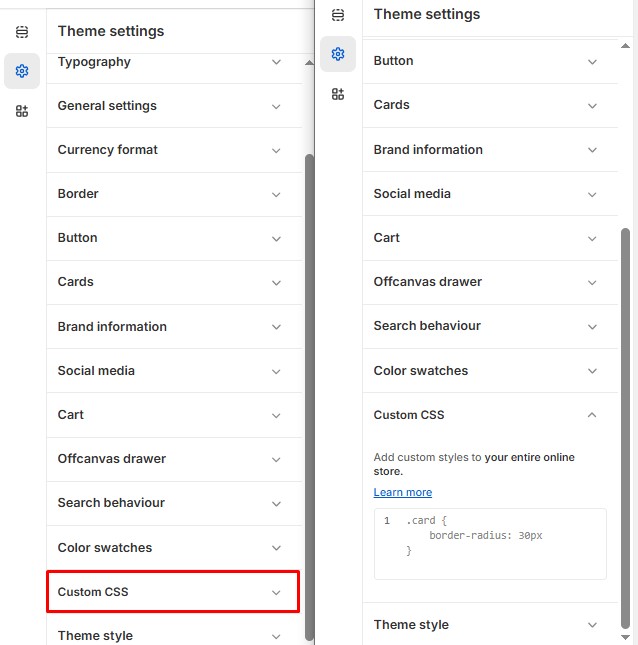 Theme settings
Typography
General settings
Currency format
Border
Button
Cards
Brand information
Social media
Cart
Offcanvas drawer
Search behaviour
Color swatches
Custom CSS
Theme style
Theme settings
Button
Cards
Brand information
Social media
Cart
Offcanvas drawer
Search behaviour
Color swatches
Custom CSS
Add custom styles to your entire online
store.
Learn more
1 .card {
border-radius: 30px
}
Theme style